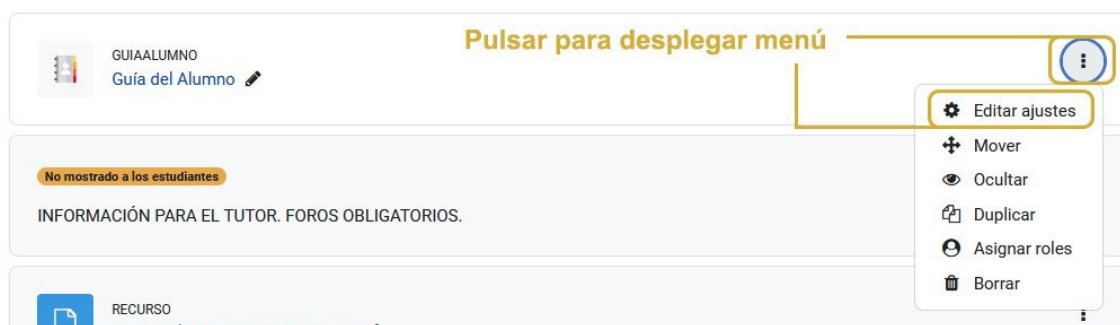 Pulsar para desplegar menú
GUIAALUMNO
Guía del Alumno
Editar ajustes
Mover
Ocultar
Duplicar
Asignar roles
Borrar
No mostrado a los estudiantes
INFORMACIÓN PARA EL TUTOR. FOROS OBLIGATORIOS.
RECURSO